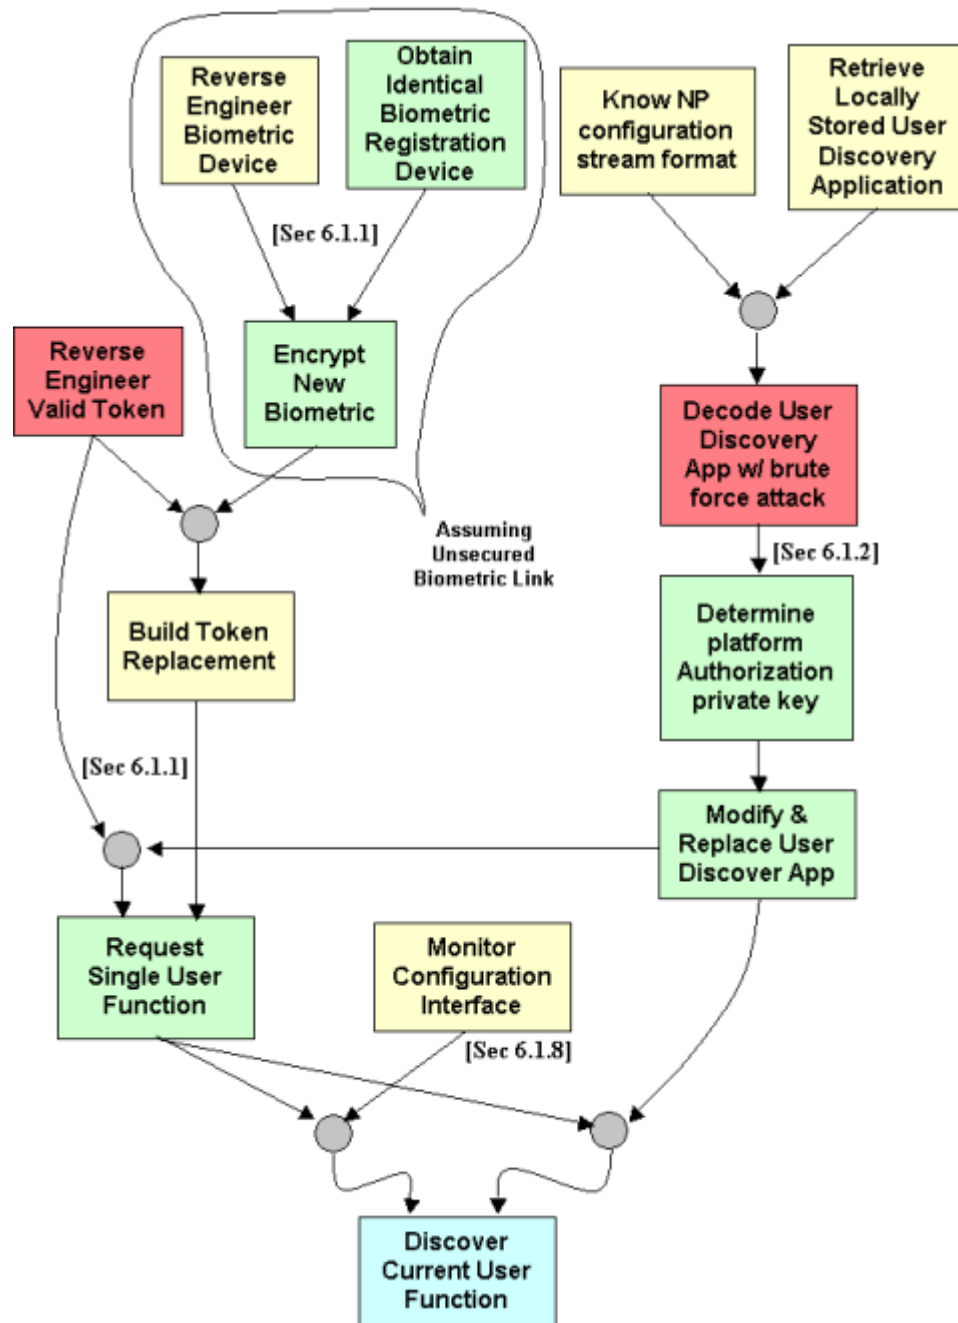 Reverse
Engineer
Biometric
Device
Obtain
Identical
Biometric
Registration
Device
Know NP
configuration
stream format
Retrieve
Locally
Stored User
Discovery
Application
[Sec 6.1.1]
Reverse
Engineer
Valid Token
Encrypt
New
Biometric
Decode User
Discovery
App w/ brute
force attack
Assuming
Unsecured
Biometric Link
[Sec 6.1.2]
Build Token
Replacement
Determine
platform
Authorization
private key
[Sec 6.1.1]
Modify &
Replace User
Discover App
Request
Single User
Function
Monitor
Configuration
Interface
[Sec 6.1.8]
Discover
Current User
Function